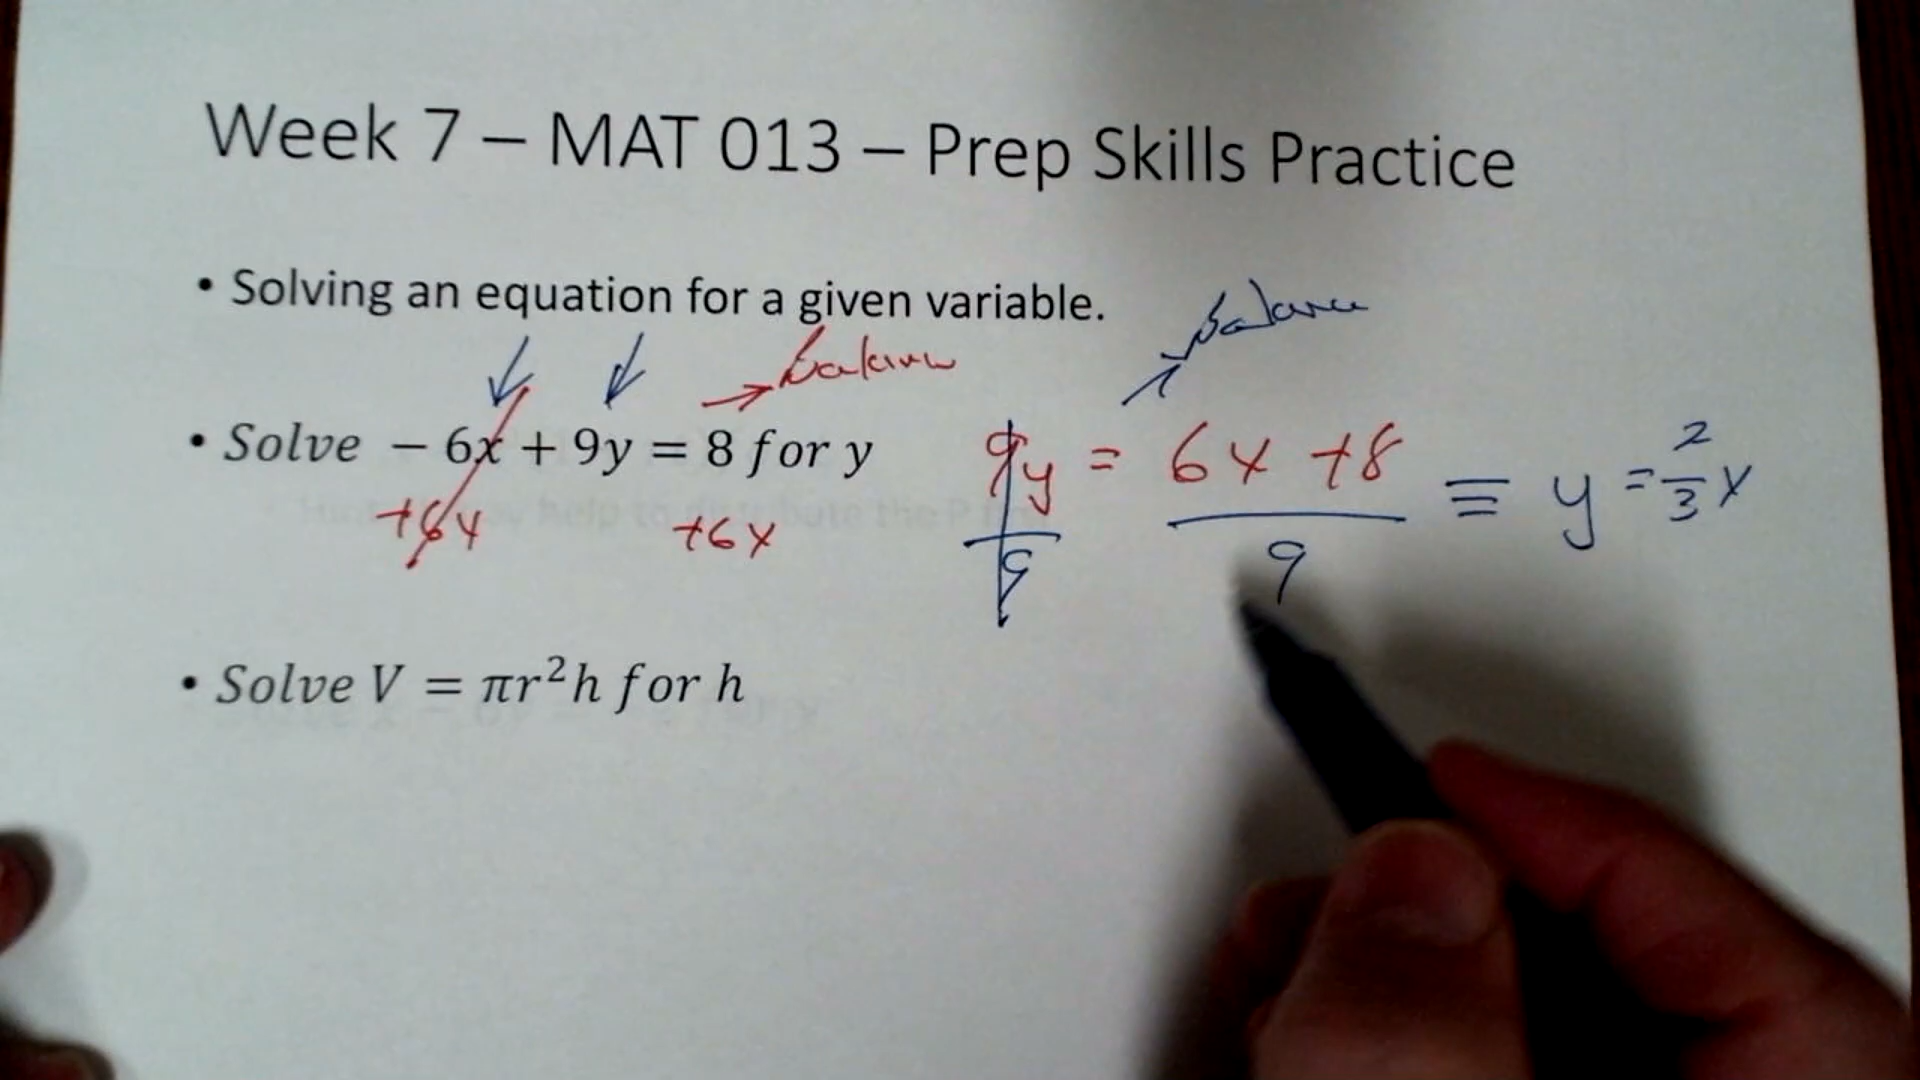 Week 7 – MAT 013 – Prep Skills Practice
• Solving an equation for a given variable.
balance
balance
• Solve − 6x + 9y = 8 for y
+6x +6x
9y = 6x +8
9 9
≡ y = 2/3 x
• Solve V = πr²h for h